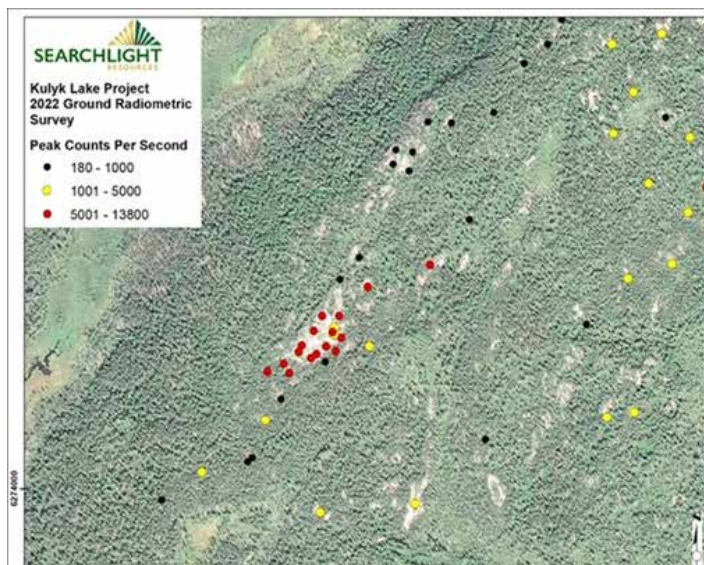 SEARCHLIGHT
RESOURCES
Kulyk Lake Project
2022 Ground Radiometric
Survey
Peak Counts Per Second
180 - 1000
1001 - 5000
5001 - 13800
6274000